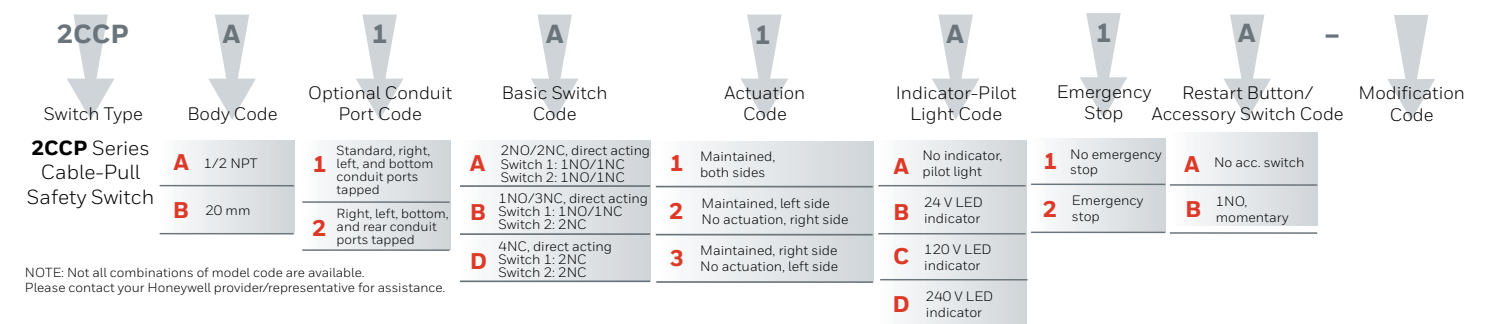 2CCP A 1 A 1 A 1 A –
Switch Type
Body Code
Optional Conduit
Port Code
Basic Switch
Code
Actuation
Code
Indicator-Pilot
Light Code
Emergency
Stop
Restart Button/
Accessory Switch Code
Modification
Code
2CCP Series
Cable-Pull
Safety Switch
A 1/2 NPT
B 20 mm
1 Standard, right,
left, and bottom
conduit ports
tapped
2 Right, left, bottom,
and rear conduit
ports tapped
A 2NO/2NC, direct acting
Switch 1: 1NO/1NC
Switch 2: 1NO/1NC
B 1NO/3NC, direct acting
Switch 1: 1NO/1NC
Switch 2: 2NC
D 4NC, direct acting
Switch 1: 2NC
Switch 2: 2NC
1 Maintained,
both sides
2 Maintained, left side
No actuation, right side
3 Maintained, right side
No actuation, left side
A No indicator,
pilot light
B 24 V LED
indicator
C 120 V LED
indicator
D 240 V LED
indicator
1 No emergency
stop
2 Emergency
stop
A No acc. switch
B 1NO,
momentary
NOTE: Not all combinations of model code are available.
Please contact your Honeywell provider/representative for assistance.